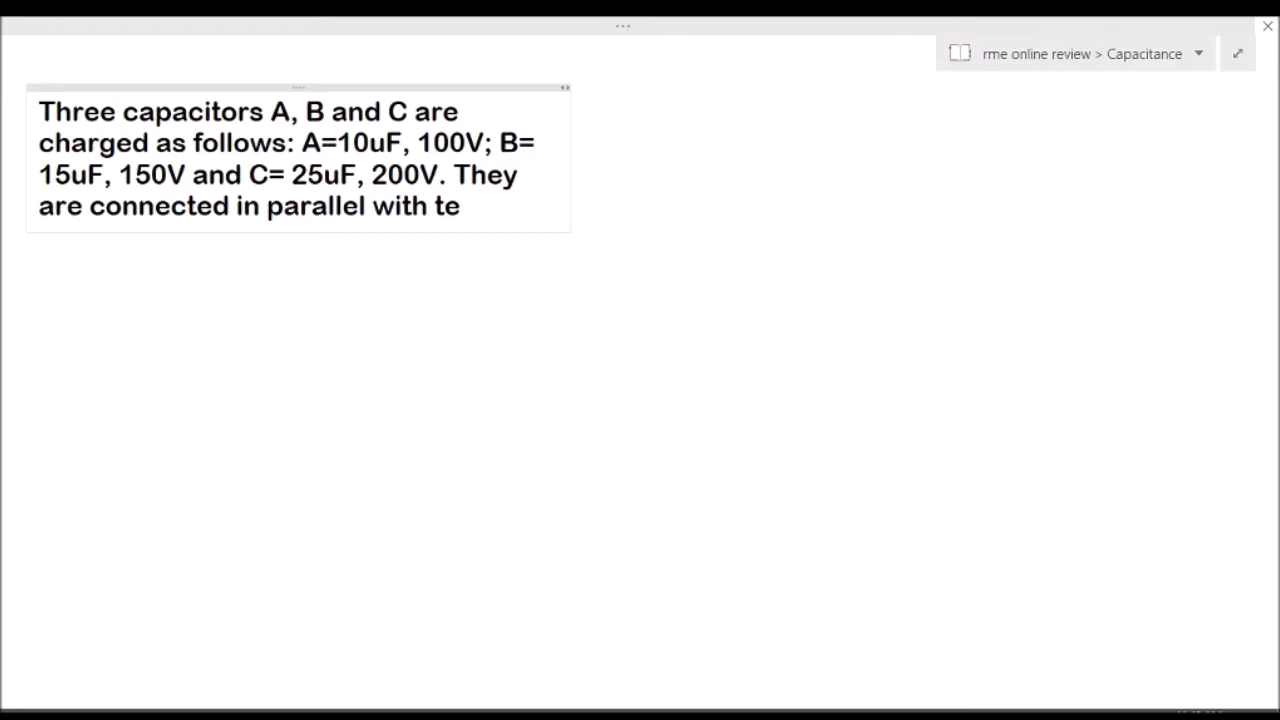 rme online review > Capacitance
Three capacitors A, B and C are
charged as follows: A=10uF, 100V; B=
15uF, 150V and C= 25uF, 200V. They
are connected in parallel with te